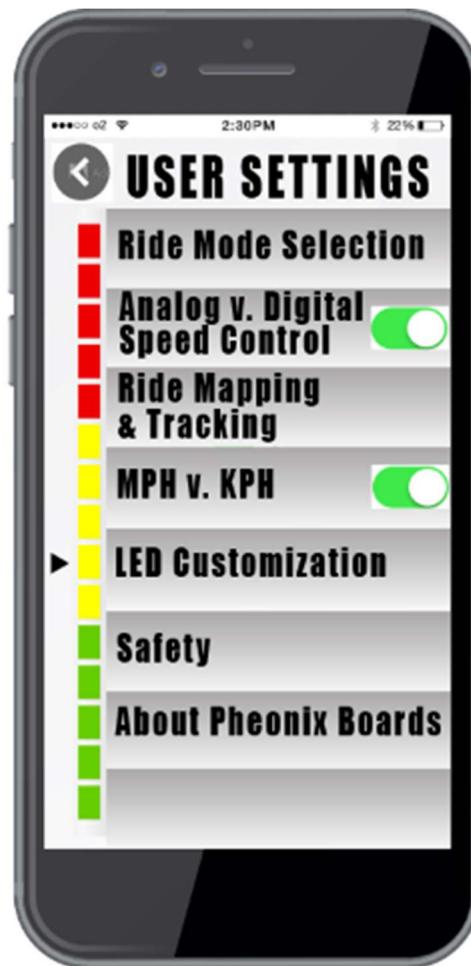 2:30PM
22%
USER SETTINGS
Ride Mode Selection
Analog v. Digital
Speed Control
Ride Mapping
& Tracking
MPH v. KPH
LED Customization
Safety
About Pheonix Boards